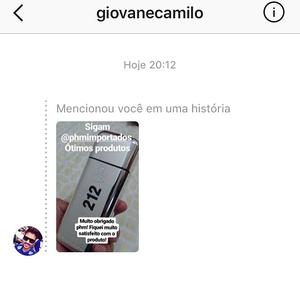 giovanecamilo
Hoje 20:12
Mencionou você em uma história
Sigam
@phmimportados
Ótimos produtos
212
Muito obrigado
phm! Fiquei muito
satisfeito com o
produto!